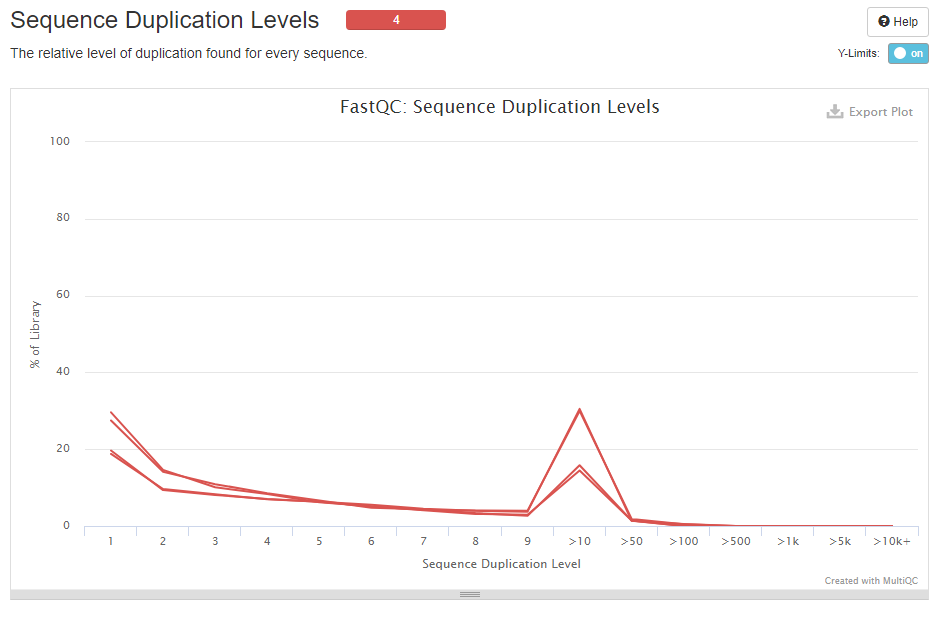 Sequence Duplication Levels 4 Help
The relative level of duplication found for every sequence. Y-Limits: on
FastQC: Sequence Duplication Levels
Export Plot
100
80
60
40
20
0
% of Library
1 2 3 4 5 6 7 8 9 >10 >50 >100 >500 >1k >5k >10k+
Sequence Duplication Level
Created with MultiQC